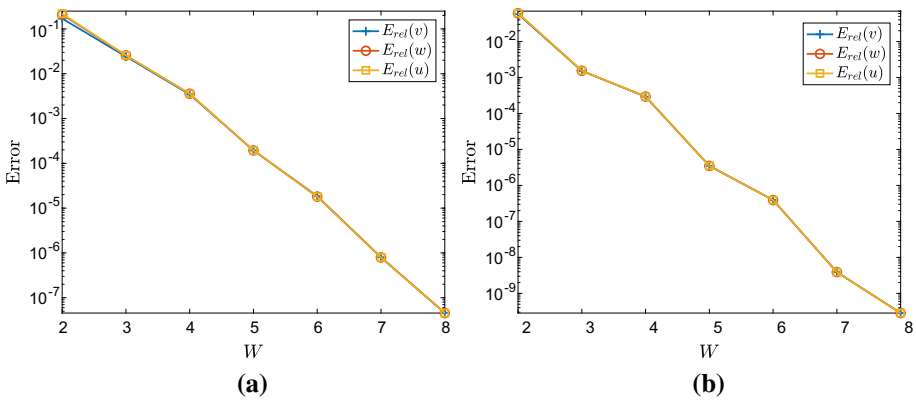 10^{-1}
10^{-2}
10^{-3}
10^{-4}
10^{-5}
10^{-6}
10^{-7}
Error
2 3 4 5 6 7 8
W
E_{rel}(v)
E_{rel}(w)
E_{rel}(u)
(a)
10^{-2}
10^{-3}
10^{-4}
10^{-5}
10^{-6}
10^{-7}
10^{-8}
10^{-9}
Error
2 3 4 5 6 7 8
W
E_{rel}(v)
E_{rel}(w)
E_{rel}(u)
(b)